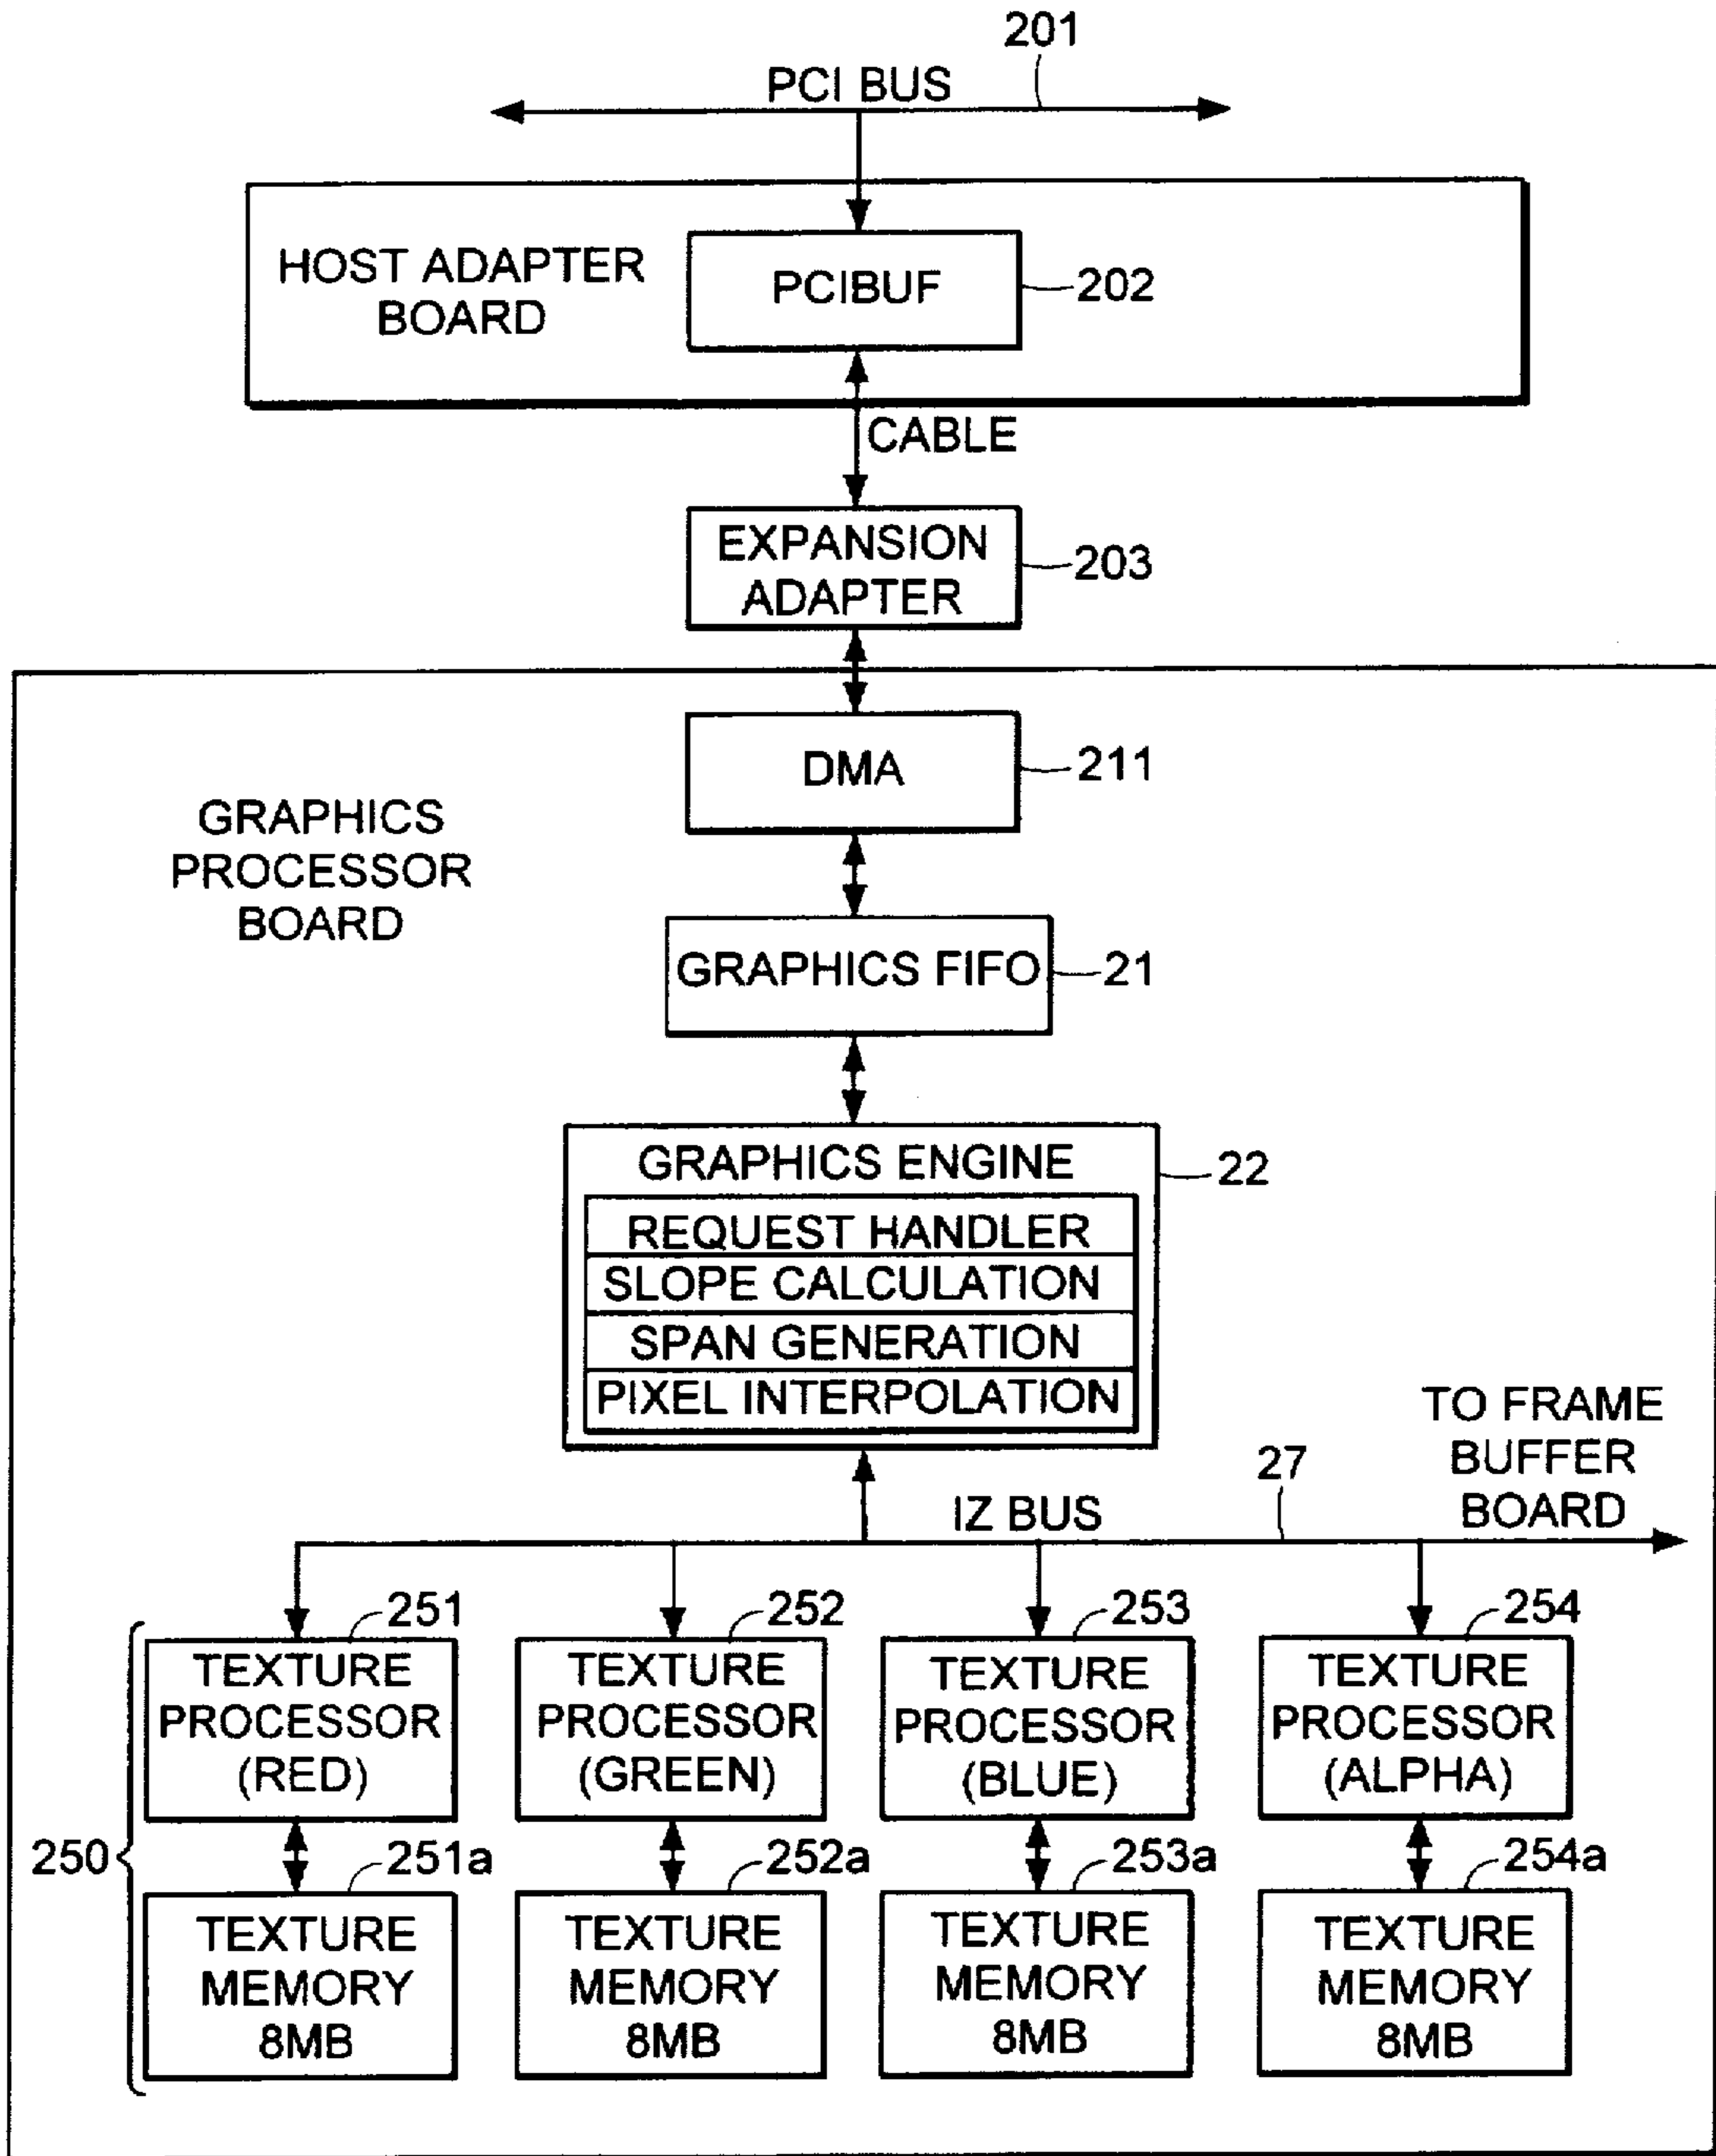 201
PCI BUS
HOST ADAPTER
BOARD
PCIBUF
202
CABLE
EXPANSION
ADAPTER
203
DMA
211
GRAPHICS
PROCESSOR
BOARD
GRAPHICS FIFO
21
GRAPHICS ENGINE
22
REQUEST HANDLER
SLOPE CALCULATION
SPAN GENERATION
PIXEL INTERPOLATION
TO FRAME
BUFFER
BOARD
27
IZ BUS
251
TEXTURE
PROCESSOR
(RED)
252
TEXTURE
PROCESSOR
(GREEN)
253
TEXTURE
PROCESSOR
(BLUE)
254
TEXTURE
PROCESSOR
(ALPHA)
250
251a
TEXTURE
MEMORY
8MB
252a
TEXTURE
MEMORY
8MB
253a
TEXTURE
MEMORY
8MB
254a
TEXTURE
MEMORY
8MB